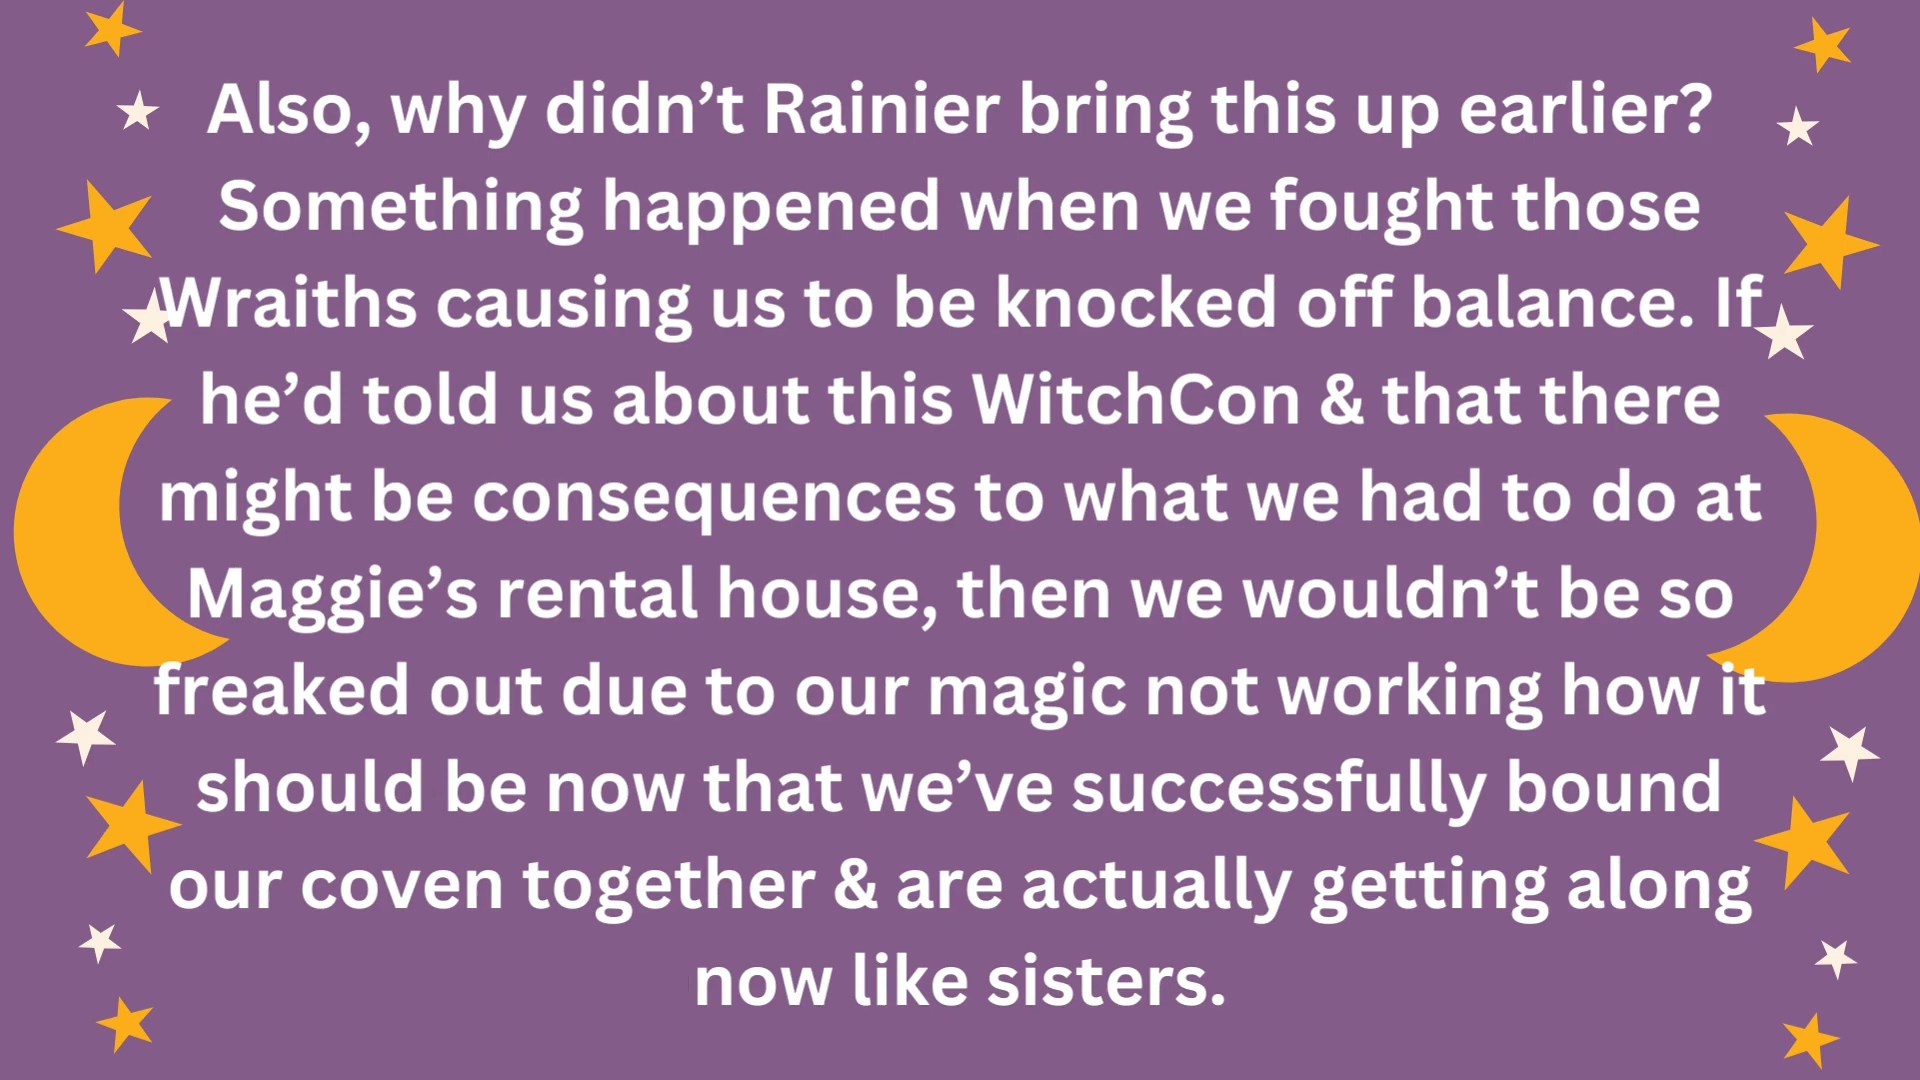 Also, why didn’t Rainier bring this up earlier?
Something happened when we fought those
Wraiths causing us to be knocked off balance. If
he’d told us about this WitchCon & that there
might be consequences to what we had to do at
Maggie’s rental house, then we wouldn’t be so
freaked out due to our magic not working how it
should be now that we’ve successfully bound
our coven together & are actually getting along
now like sisters.